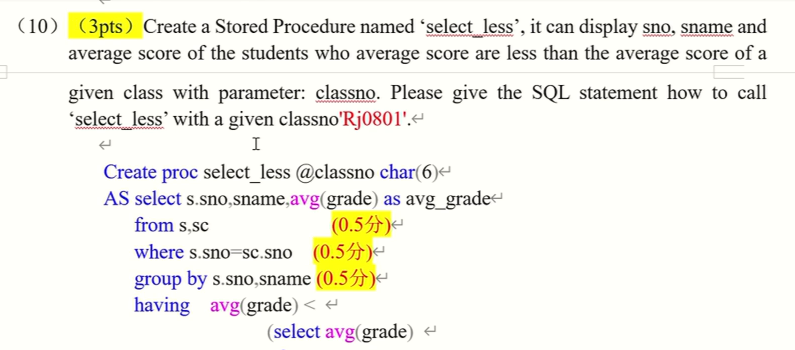 (10) (3pts) Create a Stored Procedure named ‘select_less’, it can display sno, sname and
average score of the students who average score are less than the average score of a
given class with parameter: classno. Please give the SQL statement how to call
‘select_less’ with a given classno'Rj0801'.
Create proc select_less @classno char(6)
AS select s.sno,sname,avg(grade) as avg_grade
from s,sc (0.5分)
where s.sno=sc.sno (0.5分)
group by s.sno,sname (0.5分)
having avg(grade) <
(select avg(grade)